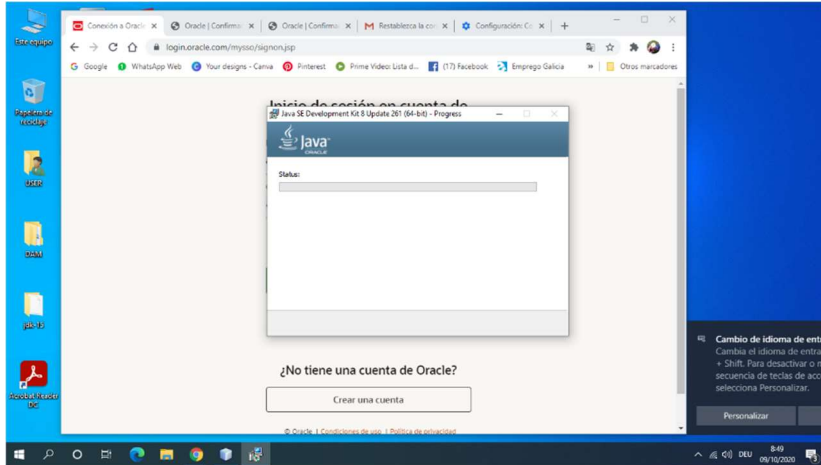 Este equipo
Papelera de
reciclaje
USER
DAM
jdk-15
Acrobat Reader
DC
Conexión a Oracle
Oracle | Confirma
Oracle | Confirma
Restablezca la con
Configuración: Co
login.oracle.com/mysso/signon.jsp
Google
WhatsApp Web
Your designs - Canva
Pinterest
Prime Video: Lista d...
(17) Facebook
Emprego Galicia
»
Otros marcadores
Inicio de sesión en cuenta de
Java SE Development Kit 8 Update 261 (64-bit) - Progress
Java
ORACLE
Status:
¿No tiene una cuenta de Oracle?
Crear una cuenta
© Oracle | Condiciones de uso | Política de privacidad
Cambio de idioma de ent
Cambia el idioma de entra
+ Shift. Para desactivar o
secuencia de teclas de acc
selecciona Personalizar.
Personalizar
DEU
8:49
09/10/2020
3